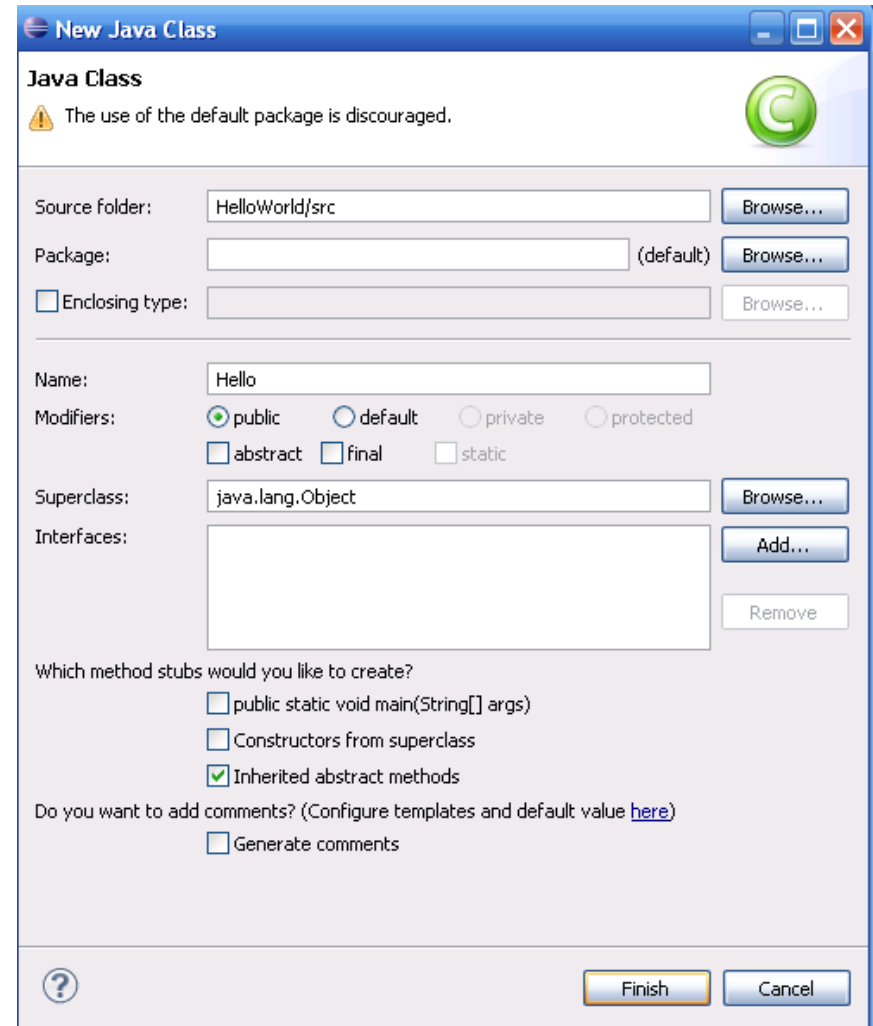 New Java Class
Java Class
The use of the default package is discouraged.
Source folder: HelloWorld/src Browse...
Package: (default) Browse...
Enclosing type: Browse...
Name: Hello
Modifiers: public default private protected
abstract final static
Superclass: java.lang.Object Browse...
Interfaces: Add...
Remove
Which method stubs would you like to create?
public static void main(String[] args)
Constructors from superclass
Inherited abstract methods
Do you want to add comments? (Configure templates and default value here)
Generate comments
Finish Cancel